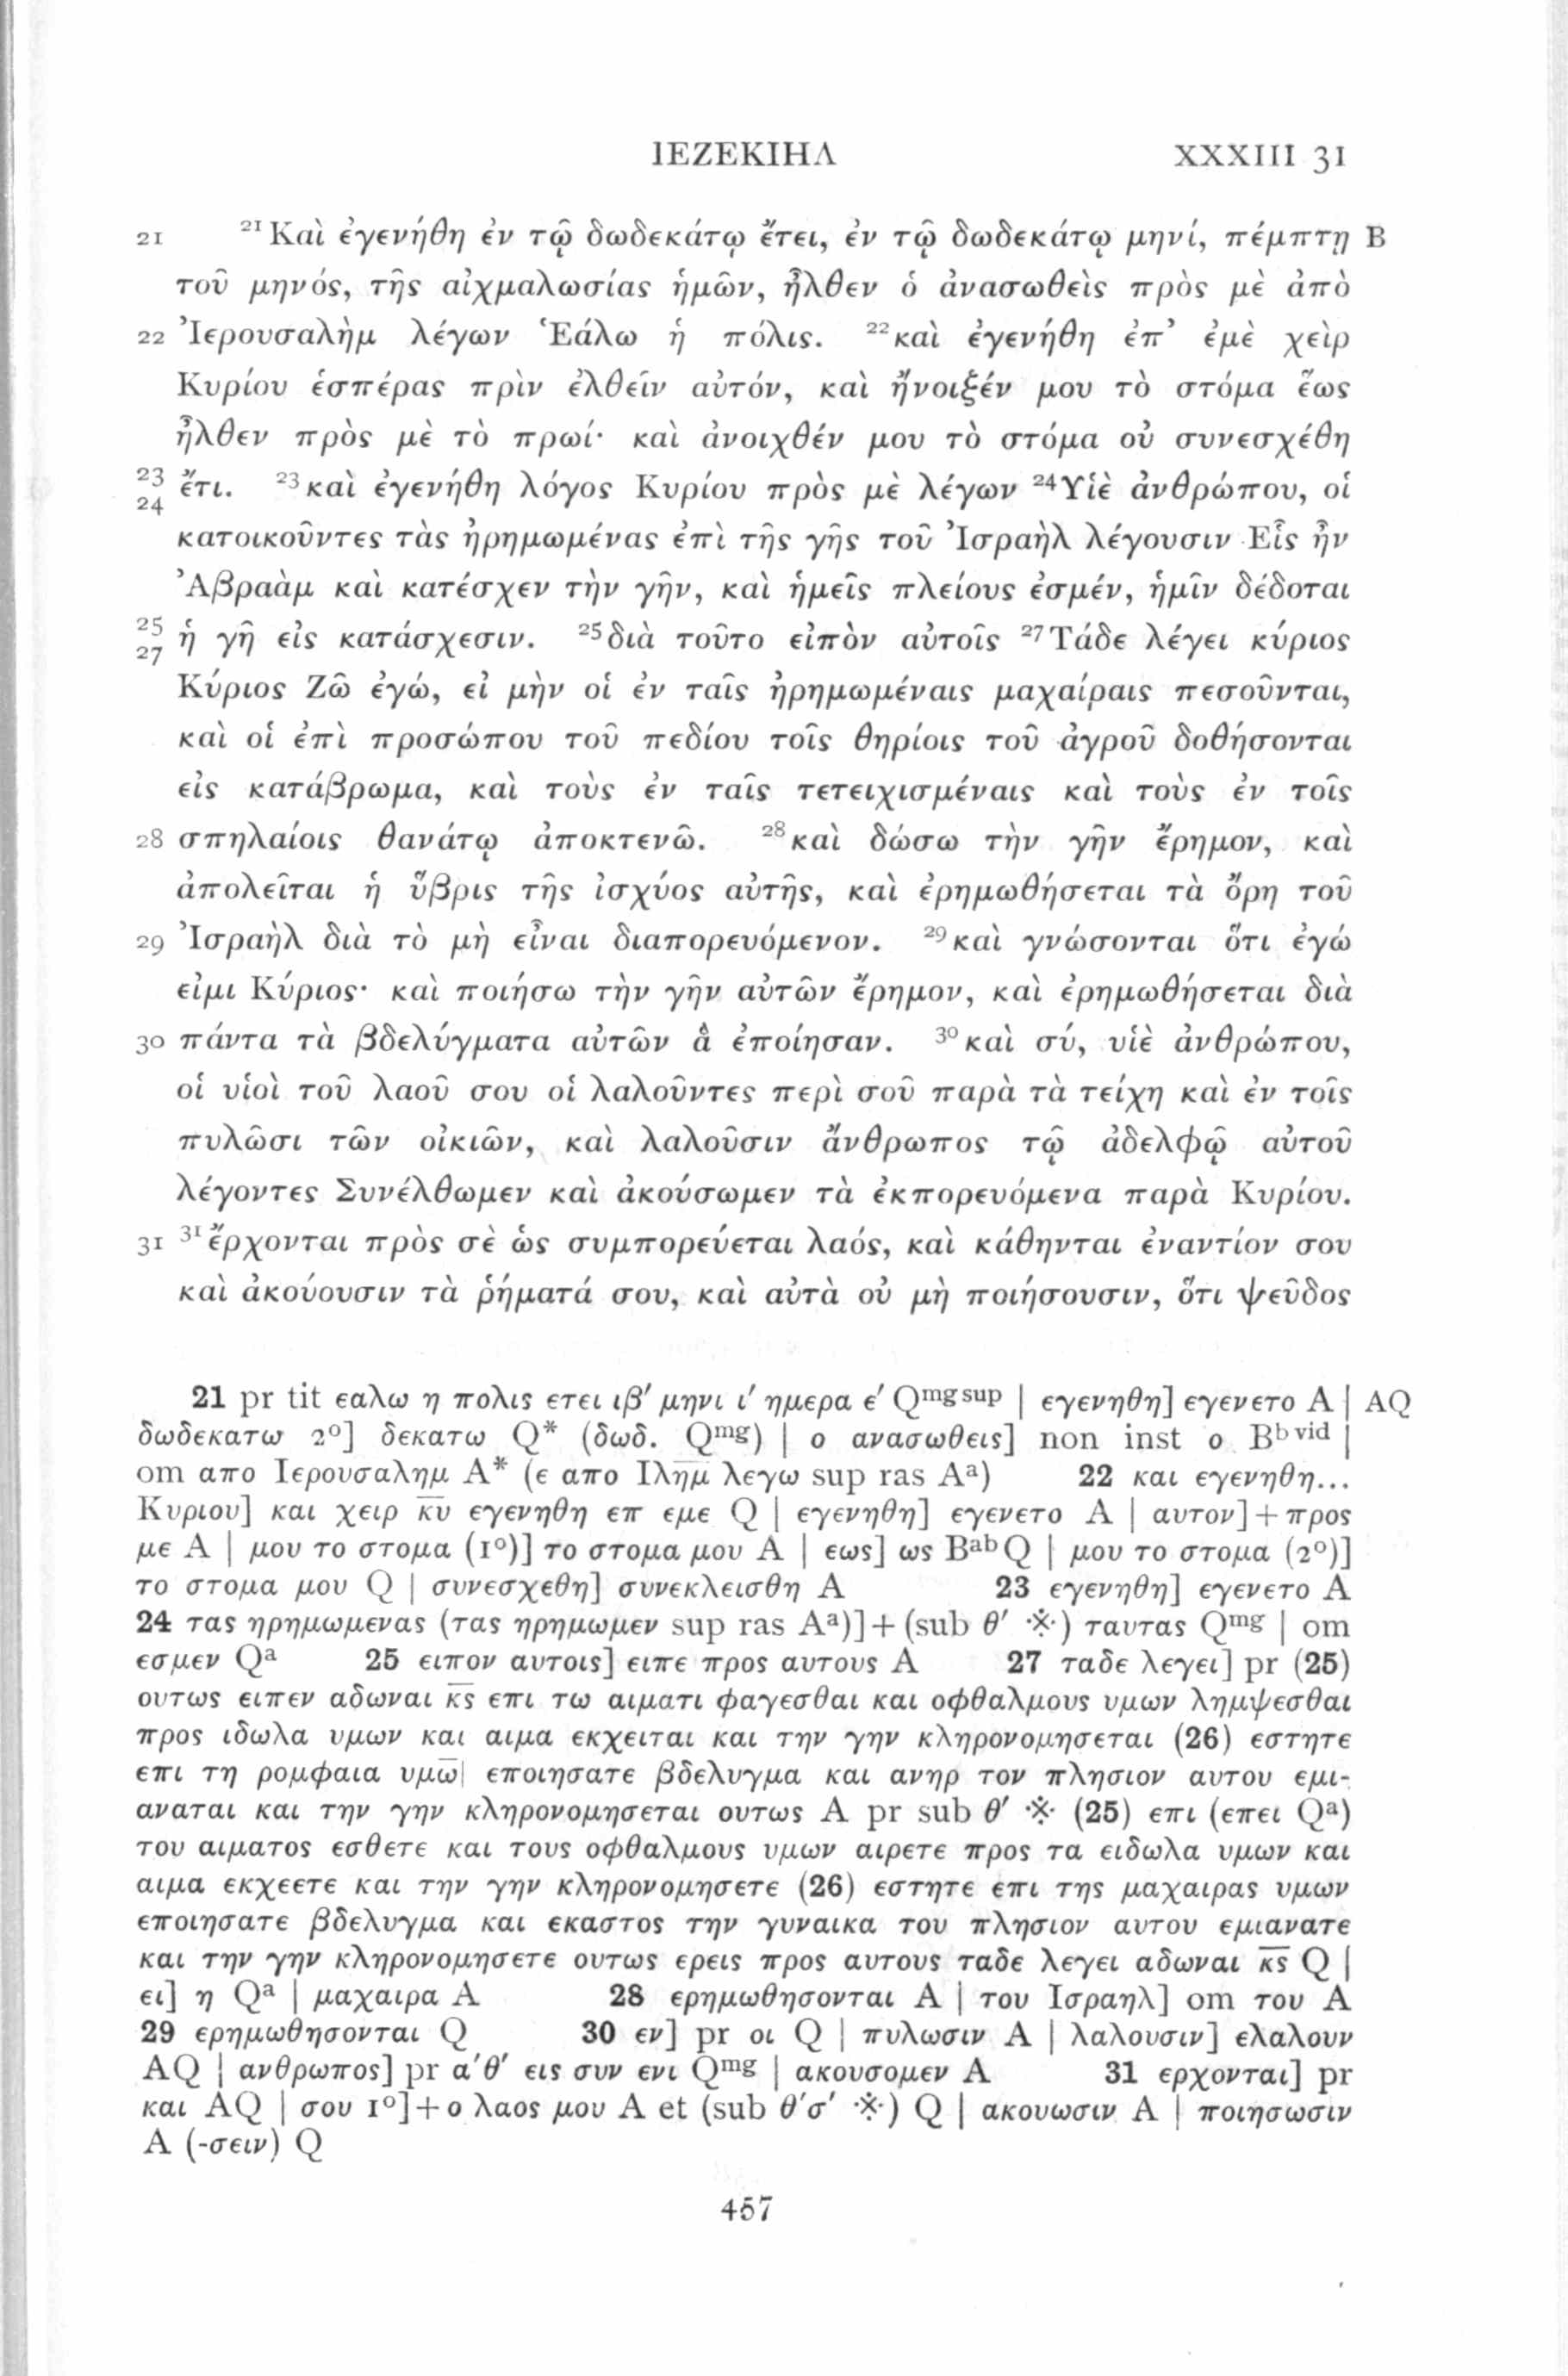 ΙΕΖΕΚΙΗΛ XXXIII 31
21 ²¹Καὶ ἐγενήθη ἐν τῷ δωδεκάτῳ ἔτει, ἐν τῷ δωδεκάτῳ μηνί, πέμπτῃ B
τοῦ μηνός, τῆς αἰχμαλωσίας ἡμῶν, ἦλθεν ὁ ἀνασωθεὶς πρὸς μὲ ἀπὸ
22 Ἰερουσαλὴμ λέγων Ἑάλω ἡ πόλις. ²²καὶ ἐγενήθη ἐπ’ ἐμὲ χεὶρ
Κυρίου ἑσπέρας πρὶν ἐλθεῖν αὐτόν, καὶ ἤνοιξέν μου τὸ στόμα ἕως
ἦλθεν πρὸς μὲ τὸ πρωί· καὶ ἀνοιχθέν μου τὸ στόμα οὐ συνεσχέθη
23 24 ἔτι. ²³καὶ ἐγενήθη λόγος Κυρίου πρὸς μὲ λέγων ²⁴Υἱὲ ἀνθρώπου, οἱ
κατοικοῦντες τὰς ἠρημωμένας ἐπὶ τῆς γῆς τοῦ Ἰσραὴλ λέγουσιν Εἷς ἦν
Ἀβραὰμ καὶ κατέσχεν τὴν γῆν, καὶ ἡμεῖς πλείους ἐσμέν, ἡμῖν δέδοται
25 27 ἡ γῆ εἰς κατάσχεσιν. ²⁵διὰ τοῦτο εἰπὸν αὐτοῖς ²⁷Τάδε λέγει κύριος
Κύριος Ζῶ ἐγώ, εἰ μὴν οἱ ἐν ταῖς ἠρημωμέναις μαχαίραις πεσοῦνται,
καὶ οἱ ἐπὶ προσώπου τοῦ πεδίου τοῖς θηρίοις τοῦ ἀγροῦ δοθήσονται
εἰς κατάβρωμα, καὶ τοὺς ἐν ταῖς τετειχισμέναις καὶ τοὺς ἐν τοῖς
28 σπηλαίοις θανάτῳ ἀποκτενῶ. ²⁸καὶ δώσω τὴν γῆν ἔρημον, καὶ
ἀπολεῖται ἡ ὕβρις τῆς ἰσχύος αὐτῆς, καὶ ἐρημωθήσεται τὰ ὄρη τοῦ
29 Ἰσραὴλ διὰ τὸ μὴ εἶναι διαπορευόμενον. ²⁹καὶ γνώσονται ὅτι ἐγώ
εἰμι Κύριος· καὶ ποιήσω τὴν γῆν αὐτῶν ἔρημον, καὶ ἐρημωθήσεται διὰ
30 πάντα τὰ βδελύγματα αὐτῶν ἃ ἐποίησαν. ³⁰καὶ σύ, υἱὲ ἀνθρώπου,
οἱ υἱοὶ τοῦ λαοῦ σου οἱ λαλοῦντες περὶ σοῦ παρὰ τὰ τείχη καὶ ἐν τοῖς
πυλῶσι τῶν οἰκιῶν, καὶ λαλοῦσιν ἄνθρωπος τῷ ἀδελφῷ αὐτοῦ
λέγοντες Συνέλθωμεν καὶ ἀκούσωμεν τὰ ἐκπορευόμενα παρὰ Κυρίου.
31 ³¹ἔρχονται πρὸς σὲ ὡς συμπορεύεται λαός, καὶ κάθηνται ἐναντίον σου
καὶ ἀκούουσιν τὰ ῥήματά σου, καὶ αὐτὰ οὐ μὴ ποιήσουσιν, ὅτι ψεῦδος
21 pr tit εαλω η πολις ετει ιβ′ μηνι ι′ ημερα ε′ Qᵐᵍ ˢᵘᵖ | εγενηθη] εγενετο A | AQ
δωδεκατω 2°] δεκατω Q* (δωδ. Qᵐᵍ) | ο ανασωθεις] non inst ο Bᵇ ᵛⁱᵈ |
om απο Ιερουσαλημ A* (ε απο Ιλη̅μ λεγω sup ras Aᵃ) 22 και εγενηθη...
Κυριου] και χειρ κ̅υ̅ εγενηθη επ εμε Q | εγενηθη] εγενετο A | αυτον]+προς
με A | μου το στομα (1°)] το στομα μου A | εως] ως BᵃᵇQ | μου το στομα (2°)]
το στομα μου Q | συνεσχεθη] συνεκλεισθη A 23 εγενηθη] εγενετο A
24 τας ηρημωμενας (τας ηρημωμεν sup ras Aᵃ)]+(sub θ′ ※) ταυτας Qᵐᵍ | om
εσμεν Qᵃ 25 ειπον αυτοις] ειπε προς αυτους A 27 ταδε λεγει] pr (25)
ουτως ειπεν αδωναι κ̅ς̅ επι τω αιματι φαγεσθαι και οφθαλμους υμων λημψεσθαι
προς ιδωλα υμων και αιμα εκχειται και την γην κληρονομησεται (26) εστητε
επι τη ρομφαια υμω̅| εποιησατε βδελυγμα και ανηρ τον πλησιον αυτου εμι-
αναται και την γην κληρονομησεται ουτως A pr sub θ′ ※ (25) επι (επει Qᵃ)
του αιματος εσθετε και τους οφθαλμους υμων αιρετε προς τα ειδωλα υμων και
αιμα εκχεετε και την γην κληρονομησετε (26) εστητε επι της μαχαιρας υμων
εποιησατε βδελυγμα και εκαστος την γυναικα του πλησιον αυτου εμιανατε
και την γην κληρονομησετε ουτως ερεις προς αυτους ταδε λεγει αδωναι κ̅ς̅ Q |
ει] η Qᵃ | μαχαιρα A 28 ερημωθησονται A | του Ισραηλ] om του A
29 ερημωθησονται Q 30 εν] pr οι Q | πυλωσιν A | λαλουσιν] ελαλουν
AQ | ανθρωπος] pr α′θ′ εις συν ενι Qᵐᵍ | ακουσομεν A 31 ερχονται] pr
και AQ | σου 1°]+ο λαος μου A et (sub θ′σ′ ※) Q | ακουωσιν A | ποιησωσιν
A (-σειν) Q
457